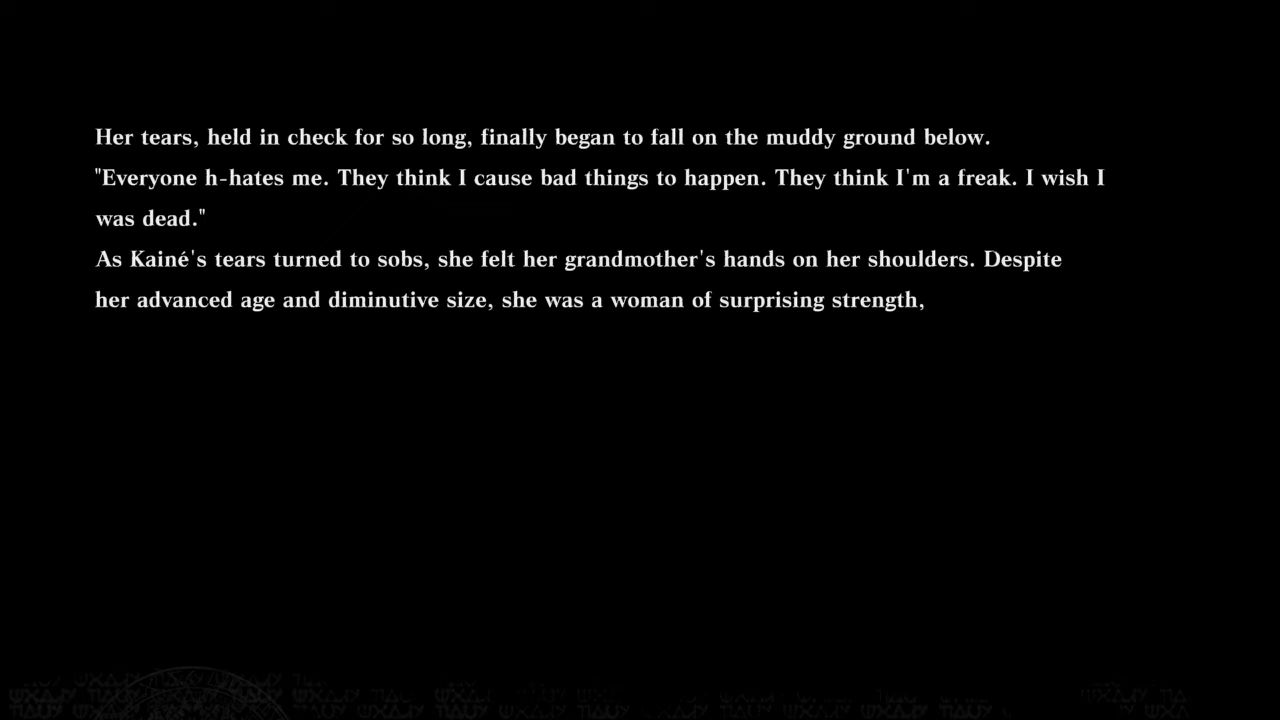 Her tears, held in check for so long, finally began to fall on the muddy ground below.
"Everyone h-hates me. They think I cause bad things to happen. They think I'm a freak. I wish I
was dead."
As Kainé's tears turned to sobs, she felt her grandmother's hands on her shoulders. Despite
her advanced age and diminutive size, she was a woman of surprising strength,